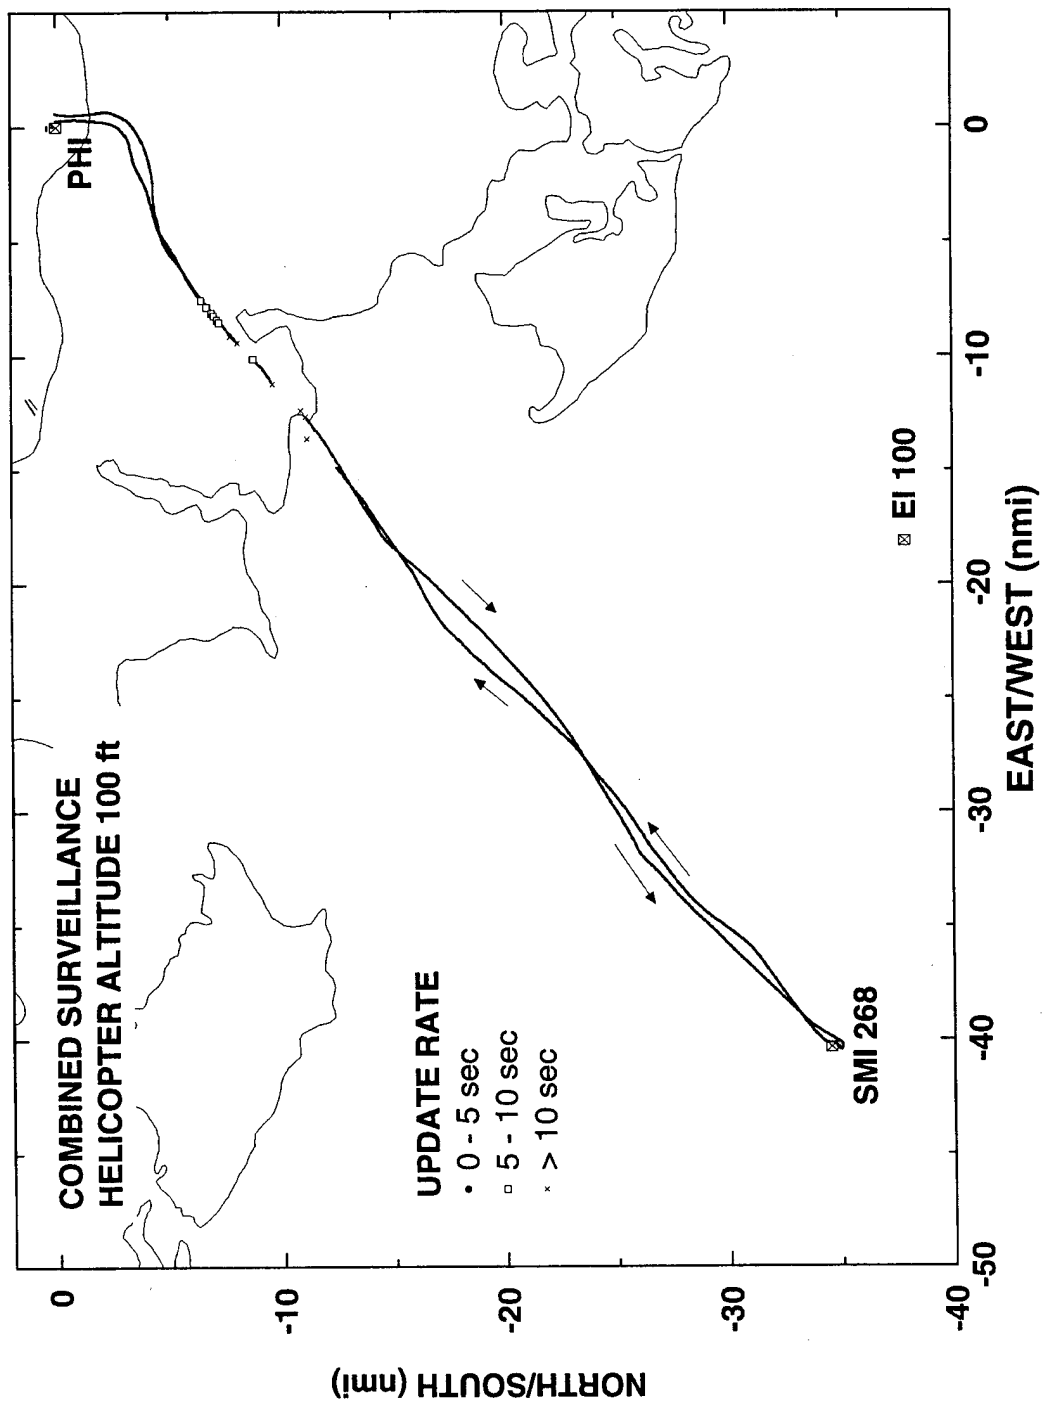 COMBINED SURVEILLANCE
HELICOPTER ALTITUDE 100 ft
PHI
UPDATE RATE
• 0 - 5 sec
□ 5 - 10 sec
× > 10 sec
EI 100
SMI 268
NORTH/SOUTH (nmi)
0
-10
-20
-30
-40
-50
-40
-30
-20
-10
0
EAST/WEST (nmi)